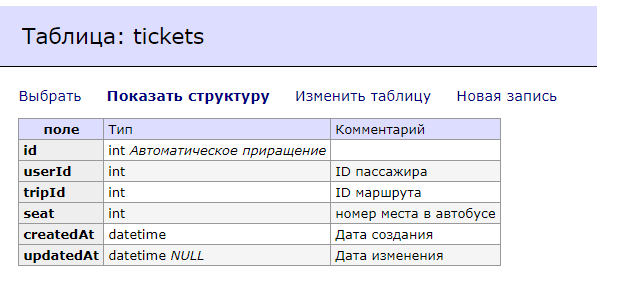 Таблица: tickets
Выбрать Показать структуру Изменить таблицу Новая запись
поле Тип Комментарий
id int Автоматическое приращение
userId int ID пассажира
tripId int ID маршрута
seat int номер места в автобусе
createdAt datetime Дата создания
updatedAt datetime NULL Дата изменения